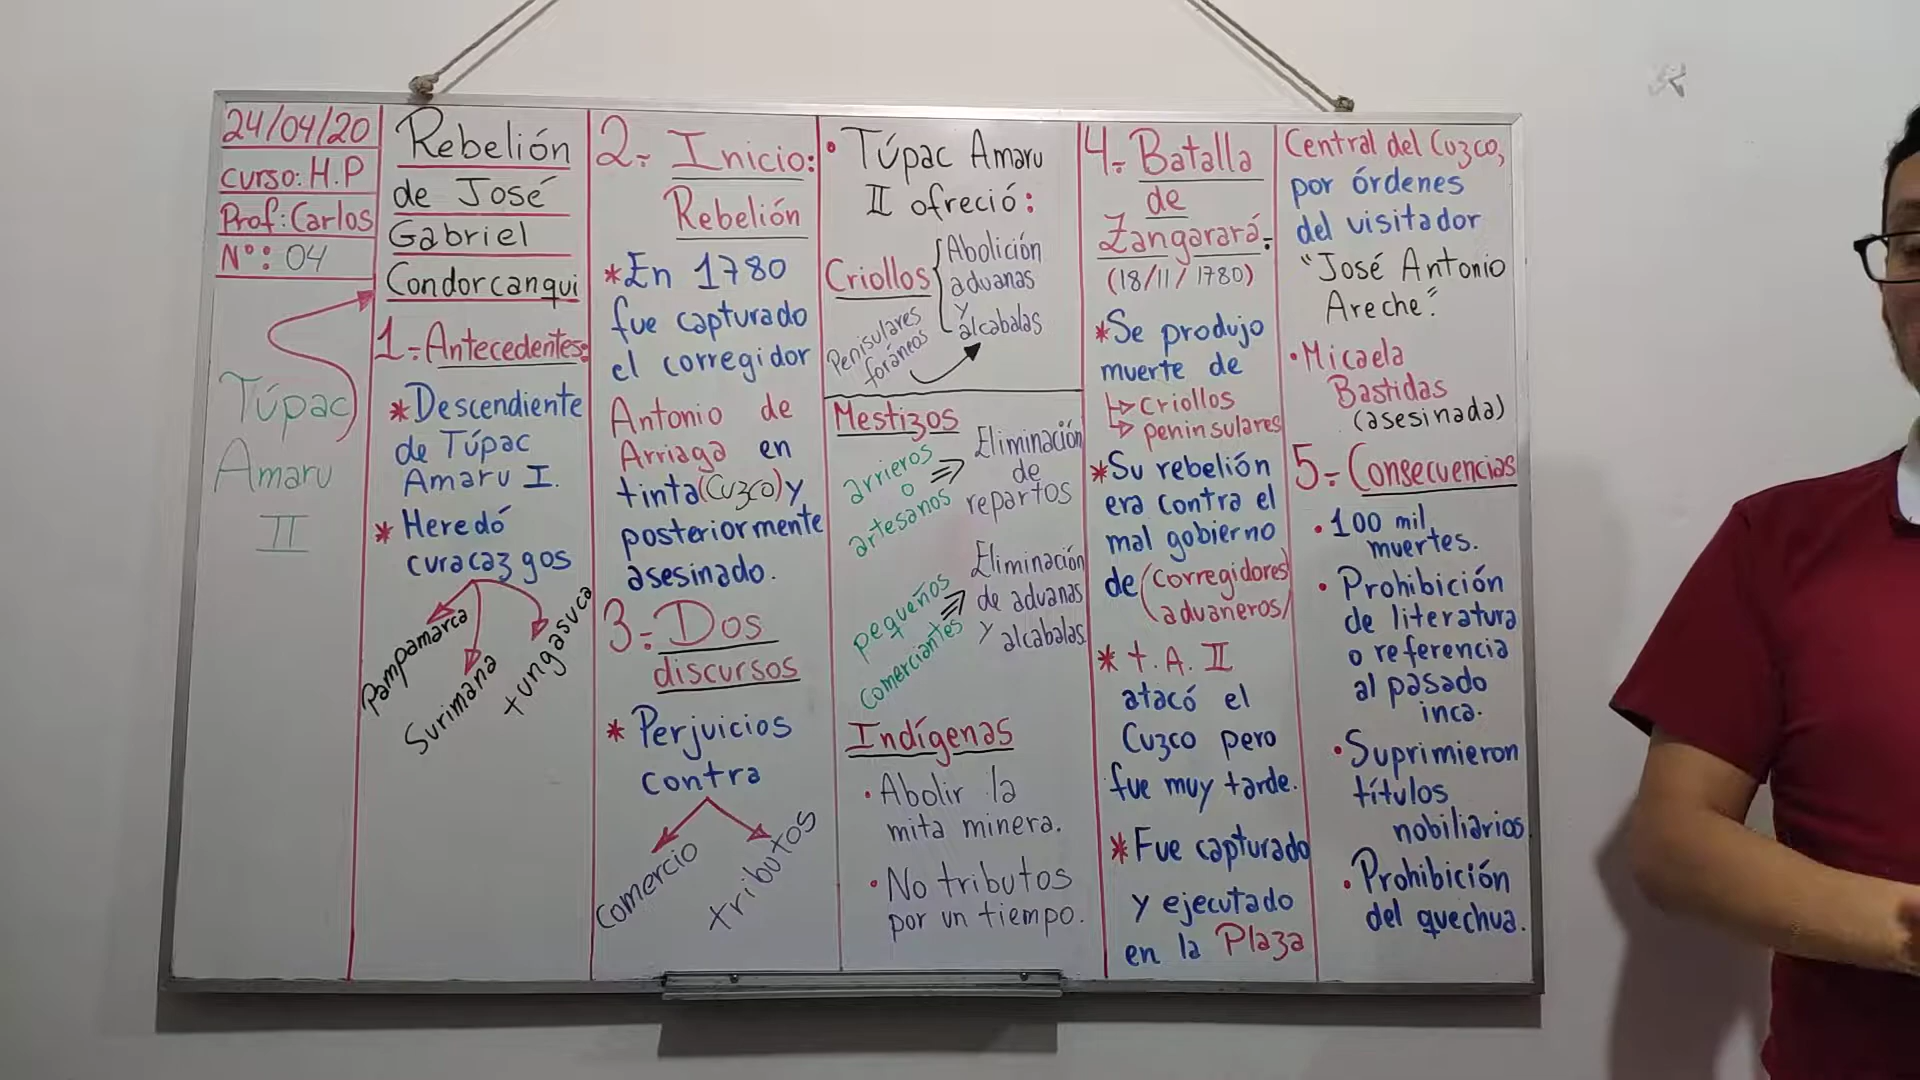 24/04/20
curso: H.P
Prof: Carlos
Nº: 04
Túpac
Amaru
II
Rebelión
de José
Gabriel
Condorcanqui
1.- Antecedentes:
* Descendiente
de Túpac
Amaru I.
* Heredó
curacazgos
Pampamarca
Surimana
tungasuca
2.- Inicio:
Rebelión
* En 1780
fue capturado
el corregidor
Antonio de
Arriaga en
tinta (Cuzco) y
posteriormente
asesinado.
3.- Dos
discursos
* Perjuicios
contra
comercio
tributos
• Túpac Amaru
II ofreció:
Criollos { Abolición
aduanas
y
alcabalas
Penisulares
foráneos
Mestizos
arrieros
o
artesanos
Eliminación
de
repartos
pequeños
comerciantes
Eliminación
de aduanas
y alcabalas
Indígenas
• Abolir la
mita minera.
• No tributos
por un tiempo.
4.- Batalla
de
Zangarará.-
(18/11/1780)
* Se produjo
muerte de
criollos
peninsulares
* Su rebelión
era contra el
mal gobierno
de (corregidores
aduaneros/
* t. A. II
atacó el
Cuzco pero
fue muy tarde.
* Fue capturado
y ejecutado
en la Plaza
Central del Cuzco,
por órdenes
del visitador
"José Antonio
Areche".
• Micaela
Bastidas
(asesinada)
5.- Consecuencias
• 100 mil
muertes.
• Prohibición
de literatura
o referencia
al pasado
inca.
• Suprimieron
títulos
nobiliarios
• Prohibición
del quechua.